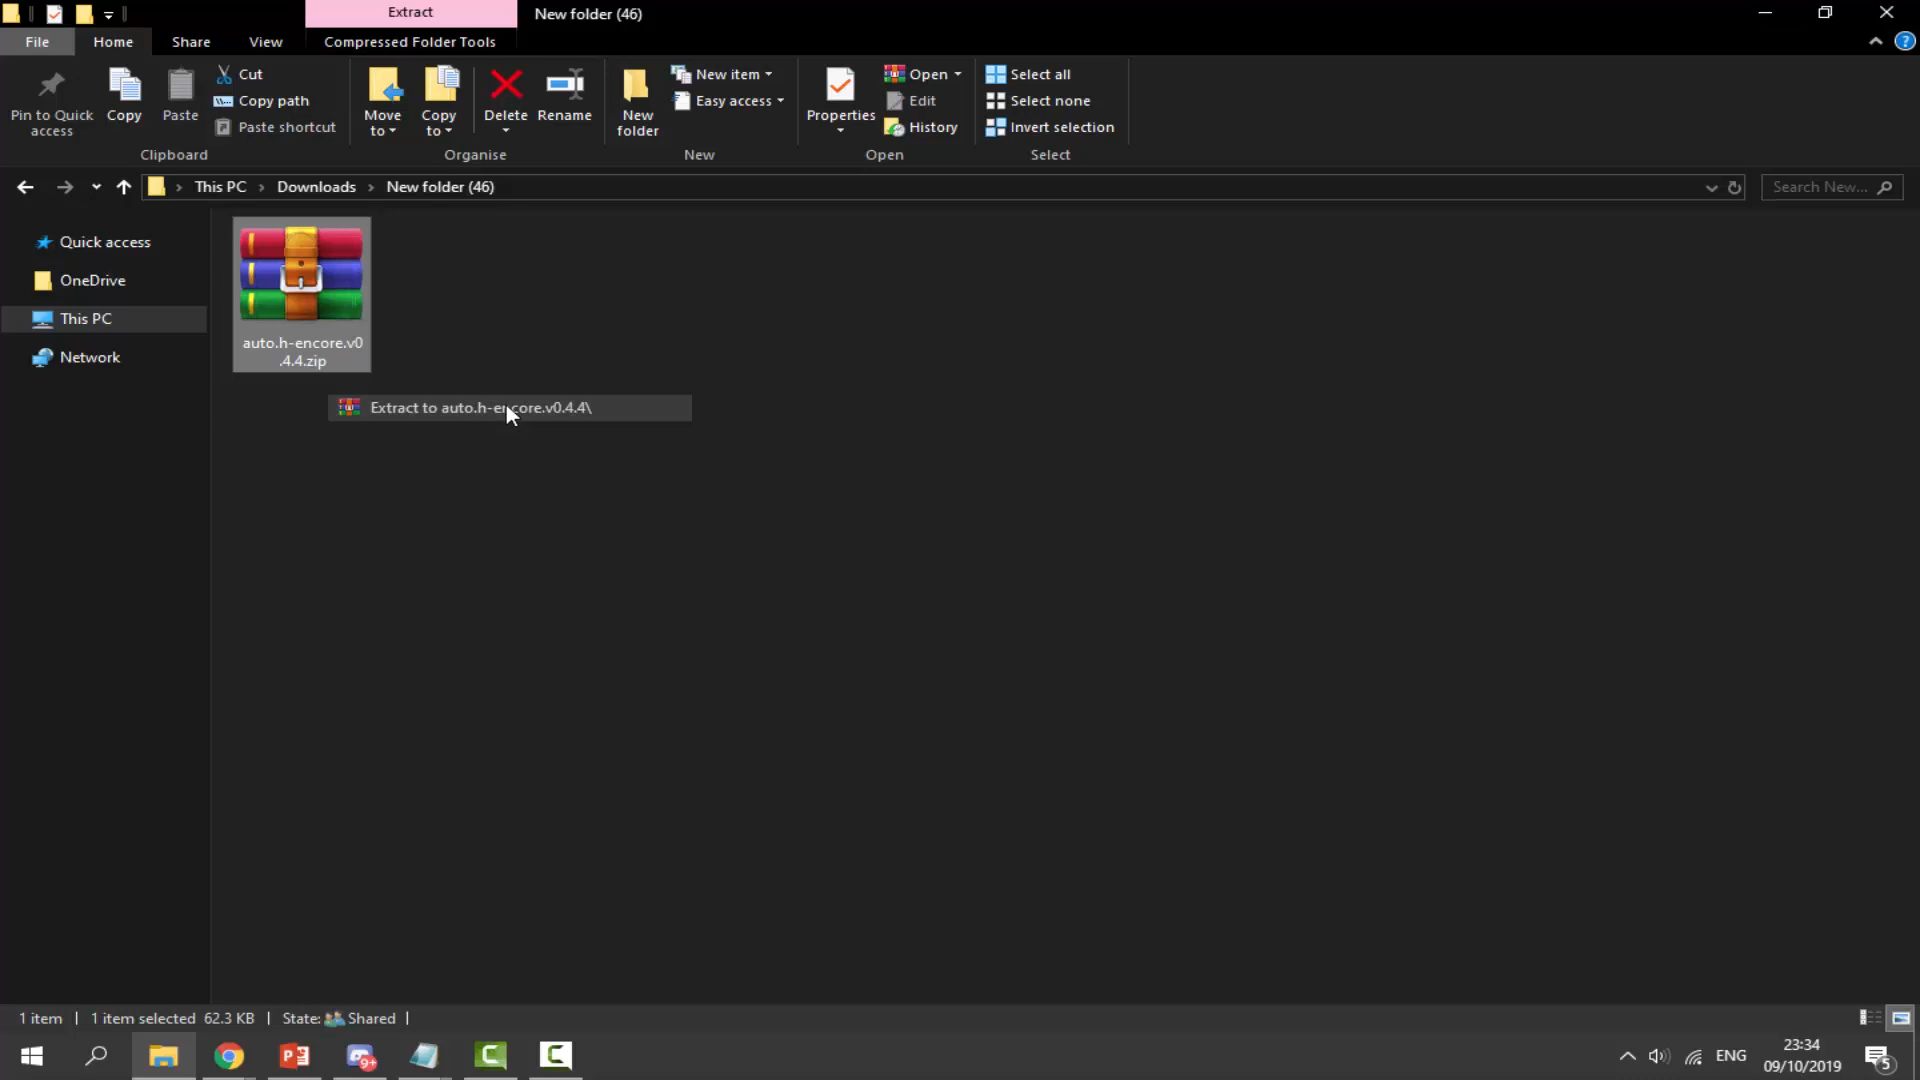 Extract
New folder (46)
File
Home
Share
View
Compressed Folder Tools
Pin to Quick
access
Copy
Paste
Cut
Copy path
Paste shortcut
Clipboard
Move
to
Copy
to
Delete
Rename
Organise
New
folder
New item
Easy access
New
Properties
Open
Edit
History
Open
Select all
Select none
Invert selection
Select
This PC
Downloads
New folder (46)
Search New...
Quick access
OneDrive
This PC
Network
auto.h-encore.v0
.4.4.zip
Extract to auto.h-encore.v0.4.4\
1 item
1 item selected 62.3 KB
State: Shared
9+
ENG
23:34
09/10/2019
5